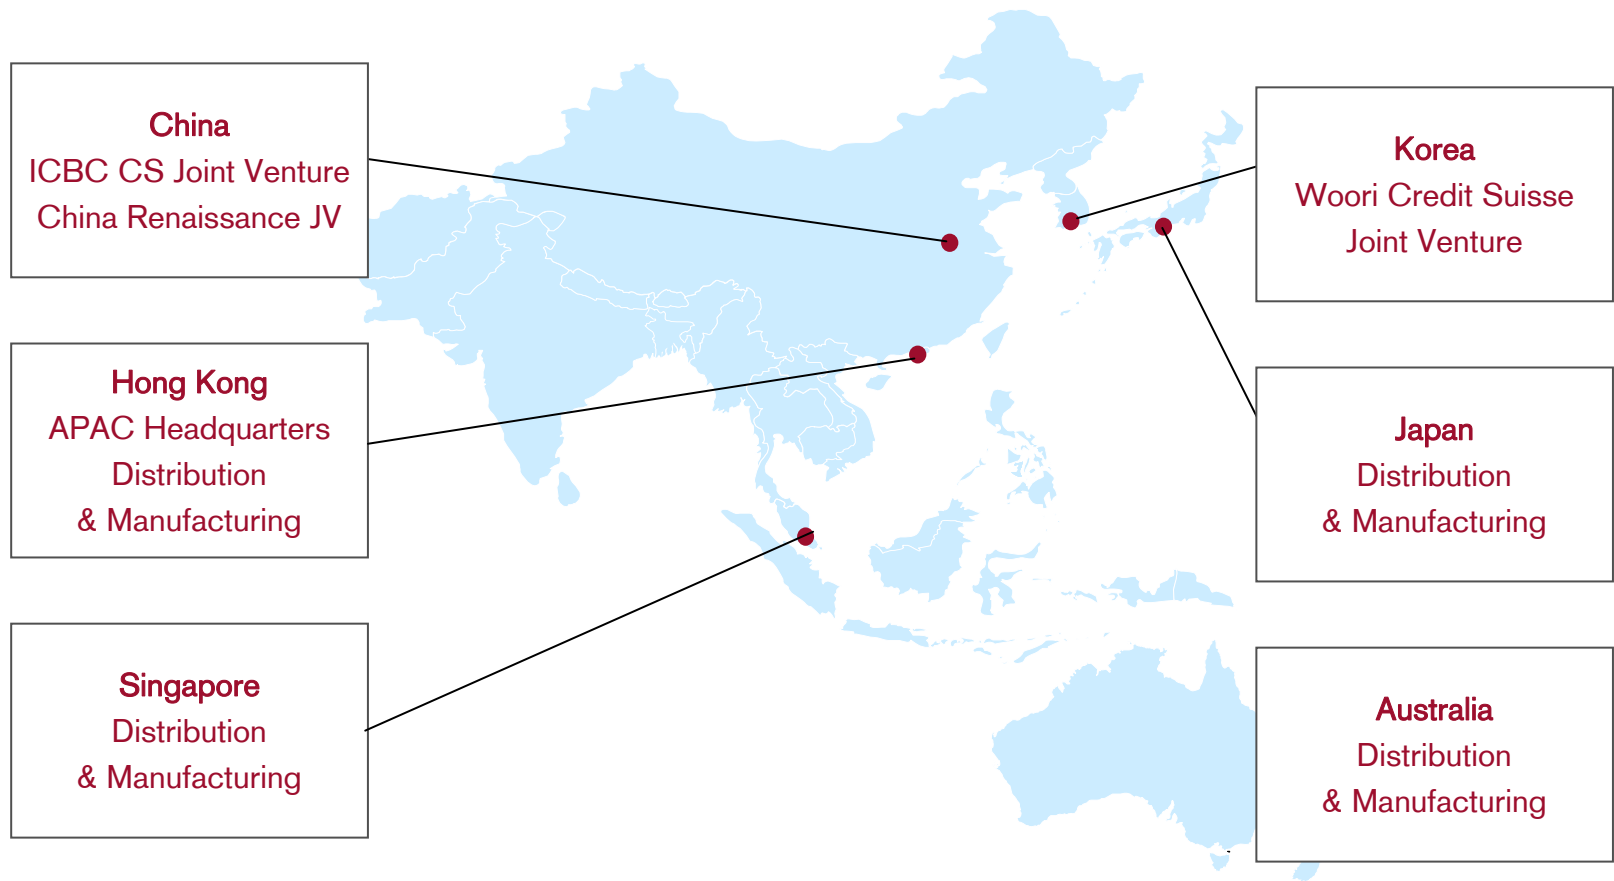 China
ICBC CS Joint Venture
China Renaissance JV
Hong Kong
APAC Headquarters
Distribution
& Manufacturing
Singapore
Distribution
& Manufacturing
Korea
Woori Credit Suisse
Joint Venture
Japan
Distribution
& Manufacturing
Australia
Distribution
& Manufacturing